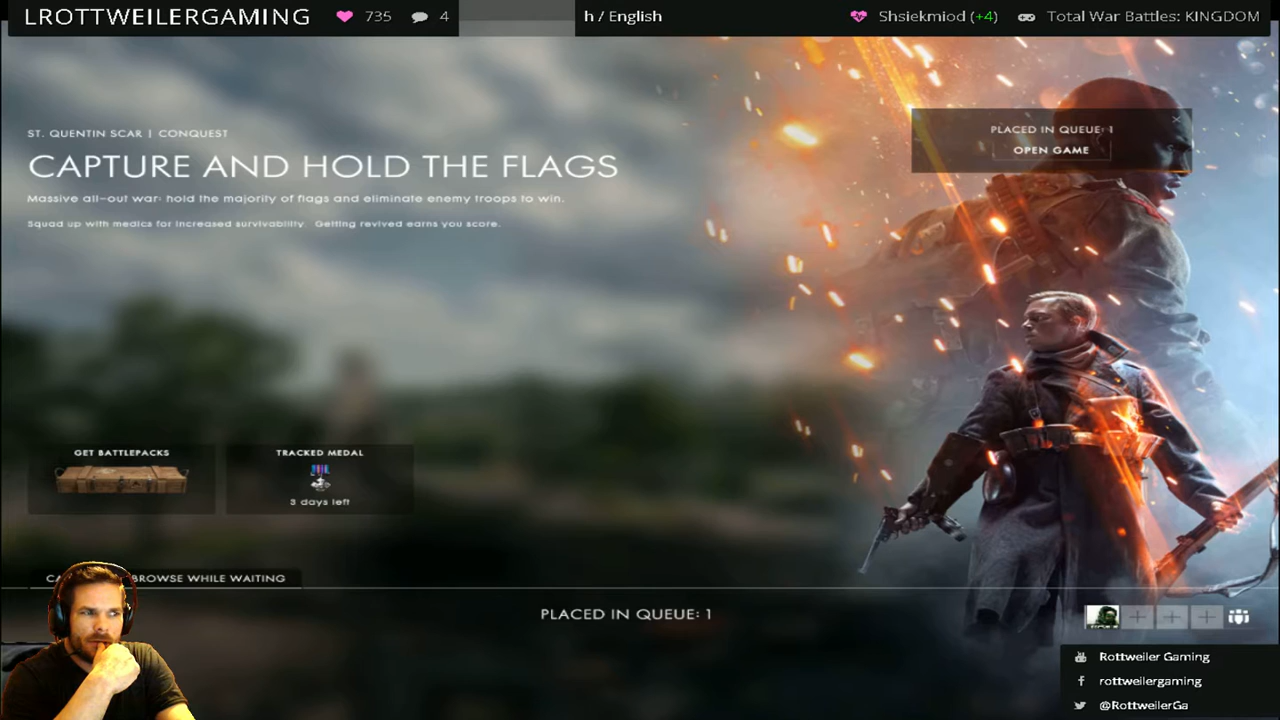 LROTTWEILERGAMING 735 4 h / English Shsiekmiod (+4) Total War Battles: KINGDOM
ST. QUENTIN SCAR | CONQUEST
CAPTURE AND HOLD THE FLAGS
Massive all-out war: hold the majority of flags and eliminate enemy troops to win.
Squad up with medics for increased survivability. Getting revived earns you score.
PLACED IN QUEUE: 1
OPEN GAME
GET BATTLEPACKS
TRACKED MEDAL
3 days left
BROWSE WHILE WAITING
PLACED IN QUEUE: 1
Rottweiler Gaming
rottweilergaming
@RottweilerGa